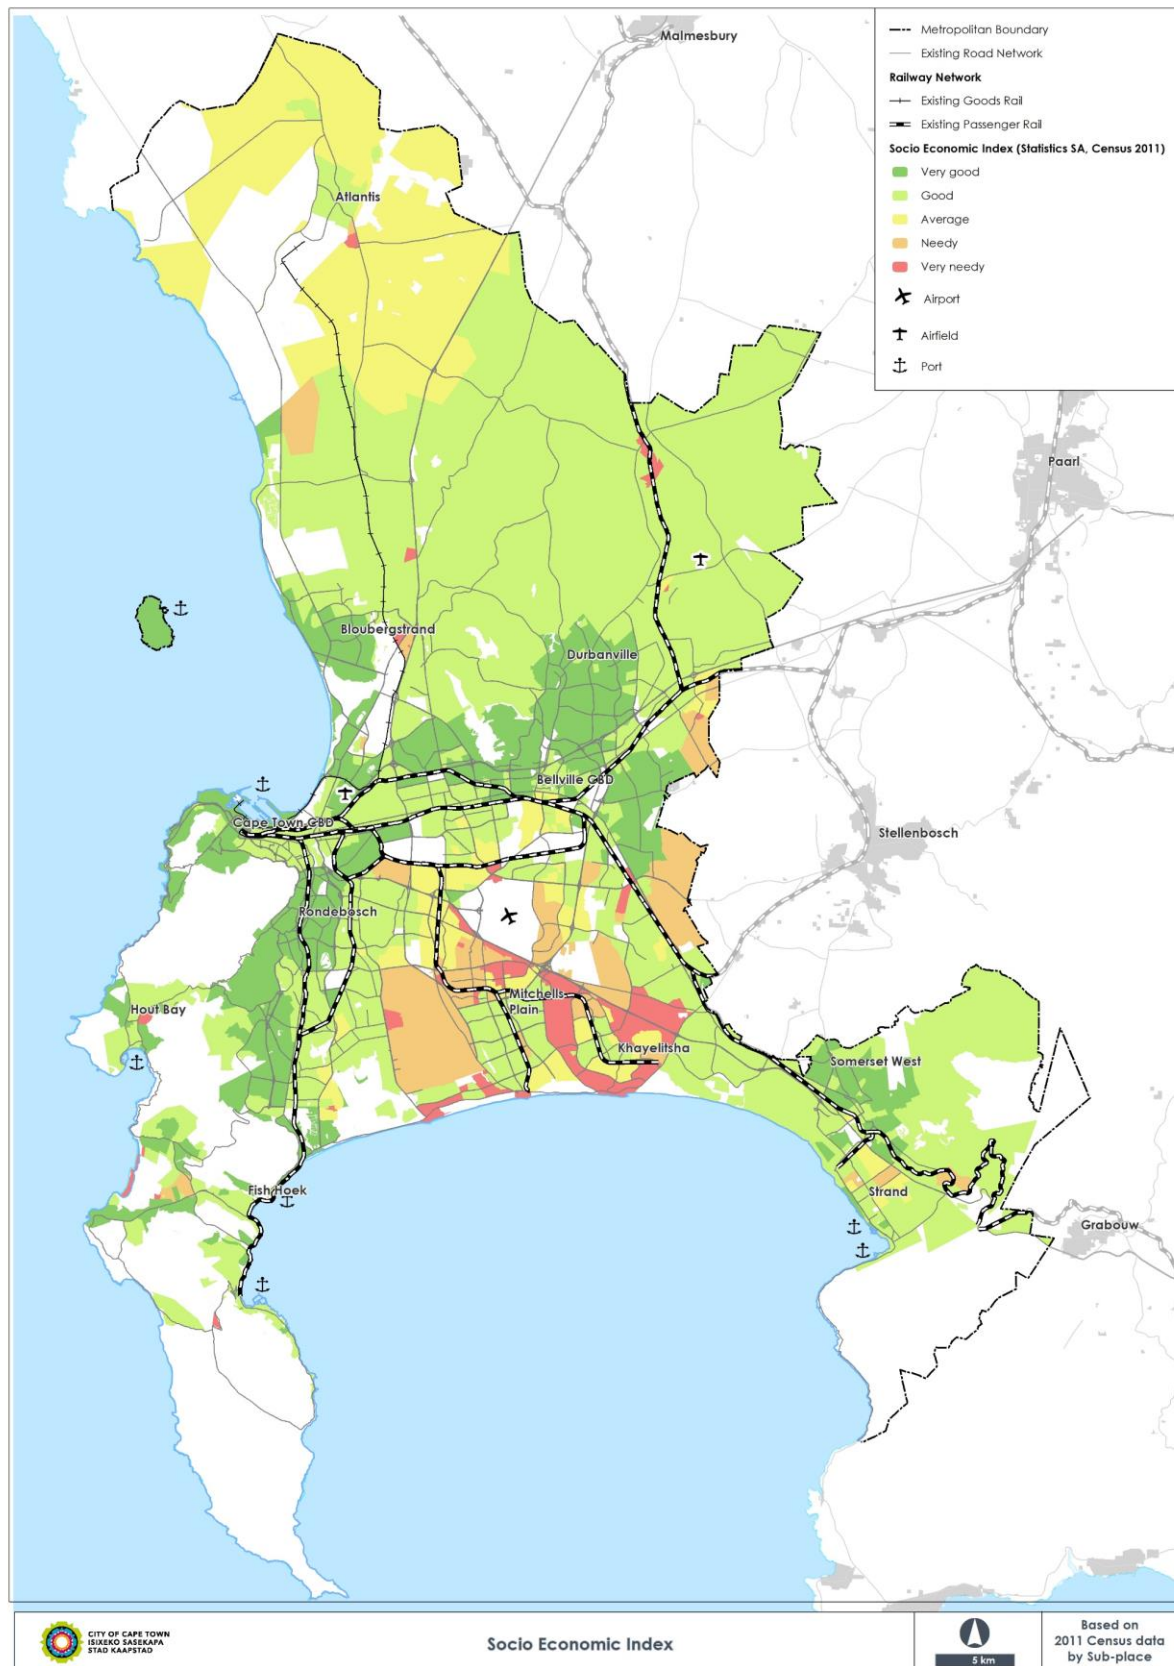 Malmesbury
Metropolitan Boundary
Existing Road Network
Railway Network
Existing Goods Rail
Existing Passenger Rail
Socio Economic Index (Statistics SA, Census 2011)
Very good
Good
Average
Needy
Very needy
Airport
Airfield
Port
Atlantis
Paarl
Bloubergstrand
Durbanville
Bellville CBD
Cape Town CBD
Stellenbosch
Rondebosch
Mitchells
Plain
Hout Bay
Khayelitsha
Somerset West
Fish Hoek
Strand
Grabouw
CITY OF CAPE TOWN
ISIXEKO SASEKAPA
STAD KAAPSTAD
Socio Economic Index
5 km
Based on
2011 Census data
by Sub-place